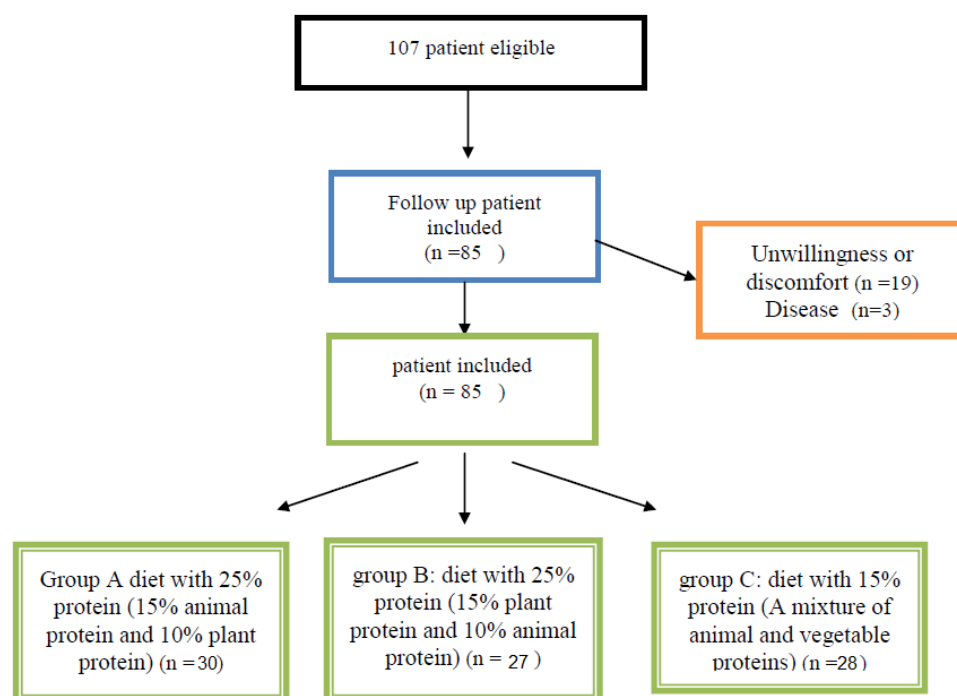 107 patient eligible
Follow up patient
included
(n =85 )
Unwillingness or
discomfort (n =19)
Disease (n=3)
patient included
(n = 85 )
Group A diet with 25%
protein (15% animal
protein and 10% plant
protein) (n = 30)
group B: diet with 25%
protein (15% plant
protein and 10% animal
protein) (n = 27 )
group C: diet with 15%
protein (A mixture of
animal and vegetable
proteins) (n =28)